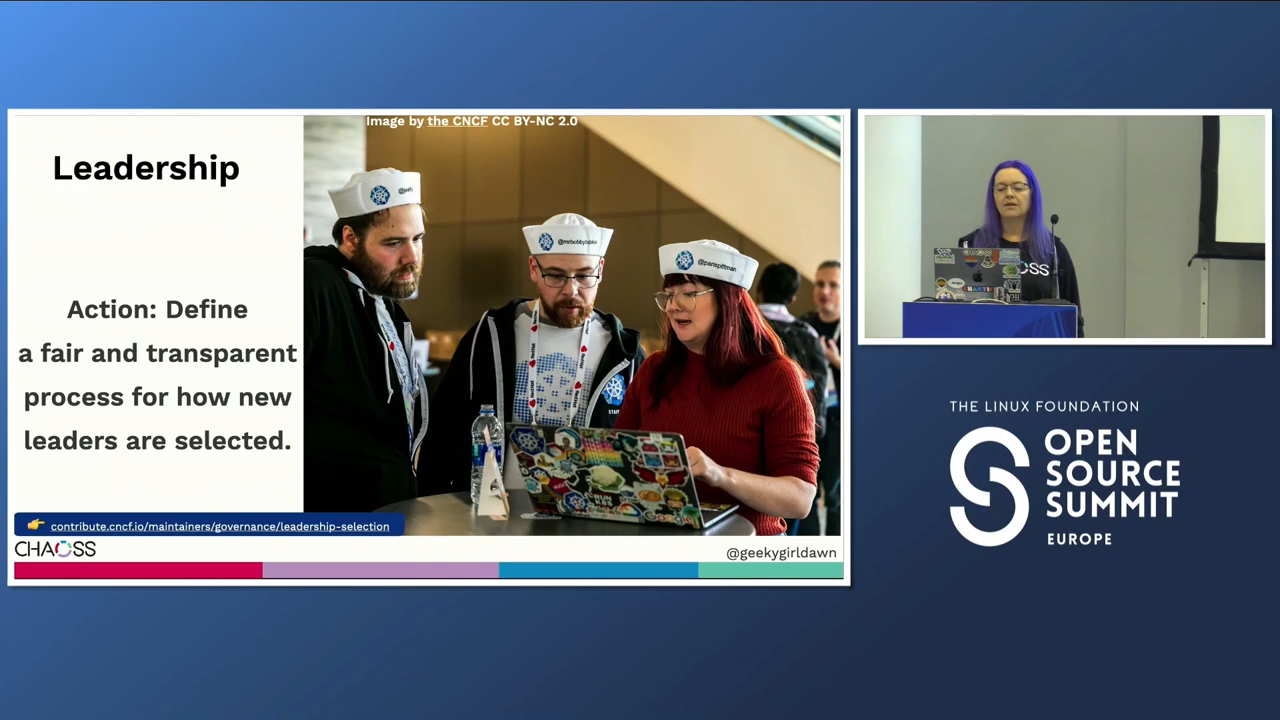 Image by the CNCF CC BY-NC 2.0
Leadership
Action: Define
a fair and transparent
process for how new
leaders are selected.
@mrbobbytables
@parispittman
contribute.cncf.io/maintainers/governance/leadership-selection
CHAOSS
@geekygirldawn
THE LINUX FOUNDATION
OPEN
SOURCE
SUMMIT
EUROPE